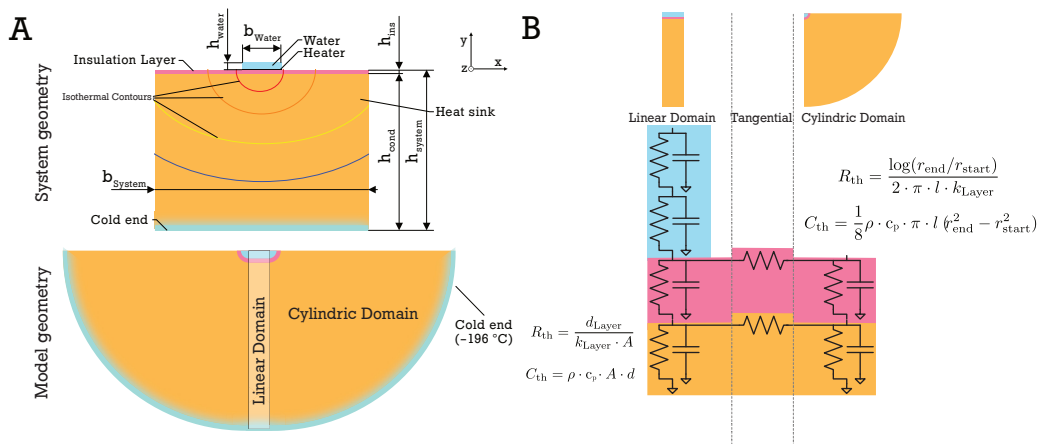 A
System geometry
h_water
b_Water
Water
Heater
h_ins
y
z
x
Insulation Layer
Isothermal Contours
Heat sink
h_cond
h_system
b_System
Cold end
Model geometry
Linear Domain
Cylindric Domain
Cold end
(-196 °C)
B
Linear Domain
Tangential
Cylindric Domain
R_th = log(r_end/r_start) / (2 · π · l · k_Layer)
C_th = 1/8 ρ · c_p · π · l (r²_end − r²_start)
R_th = d_Layer / (k_Layer · A)
C_th = ρ · c_p · A · d